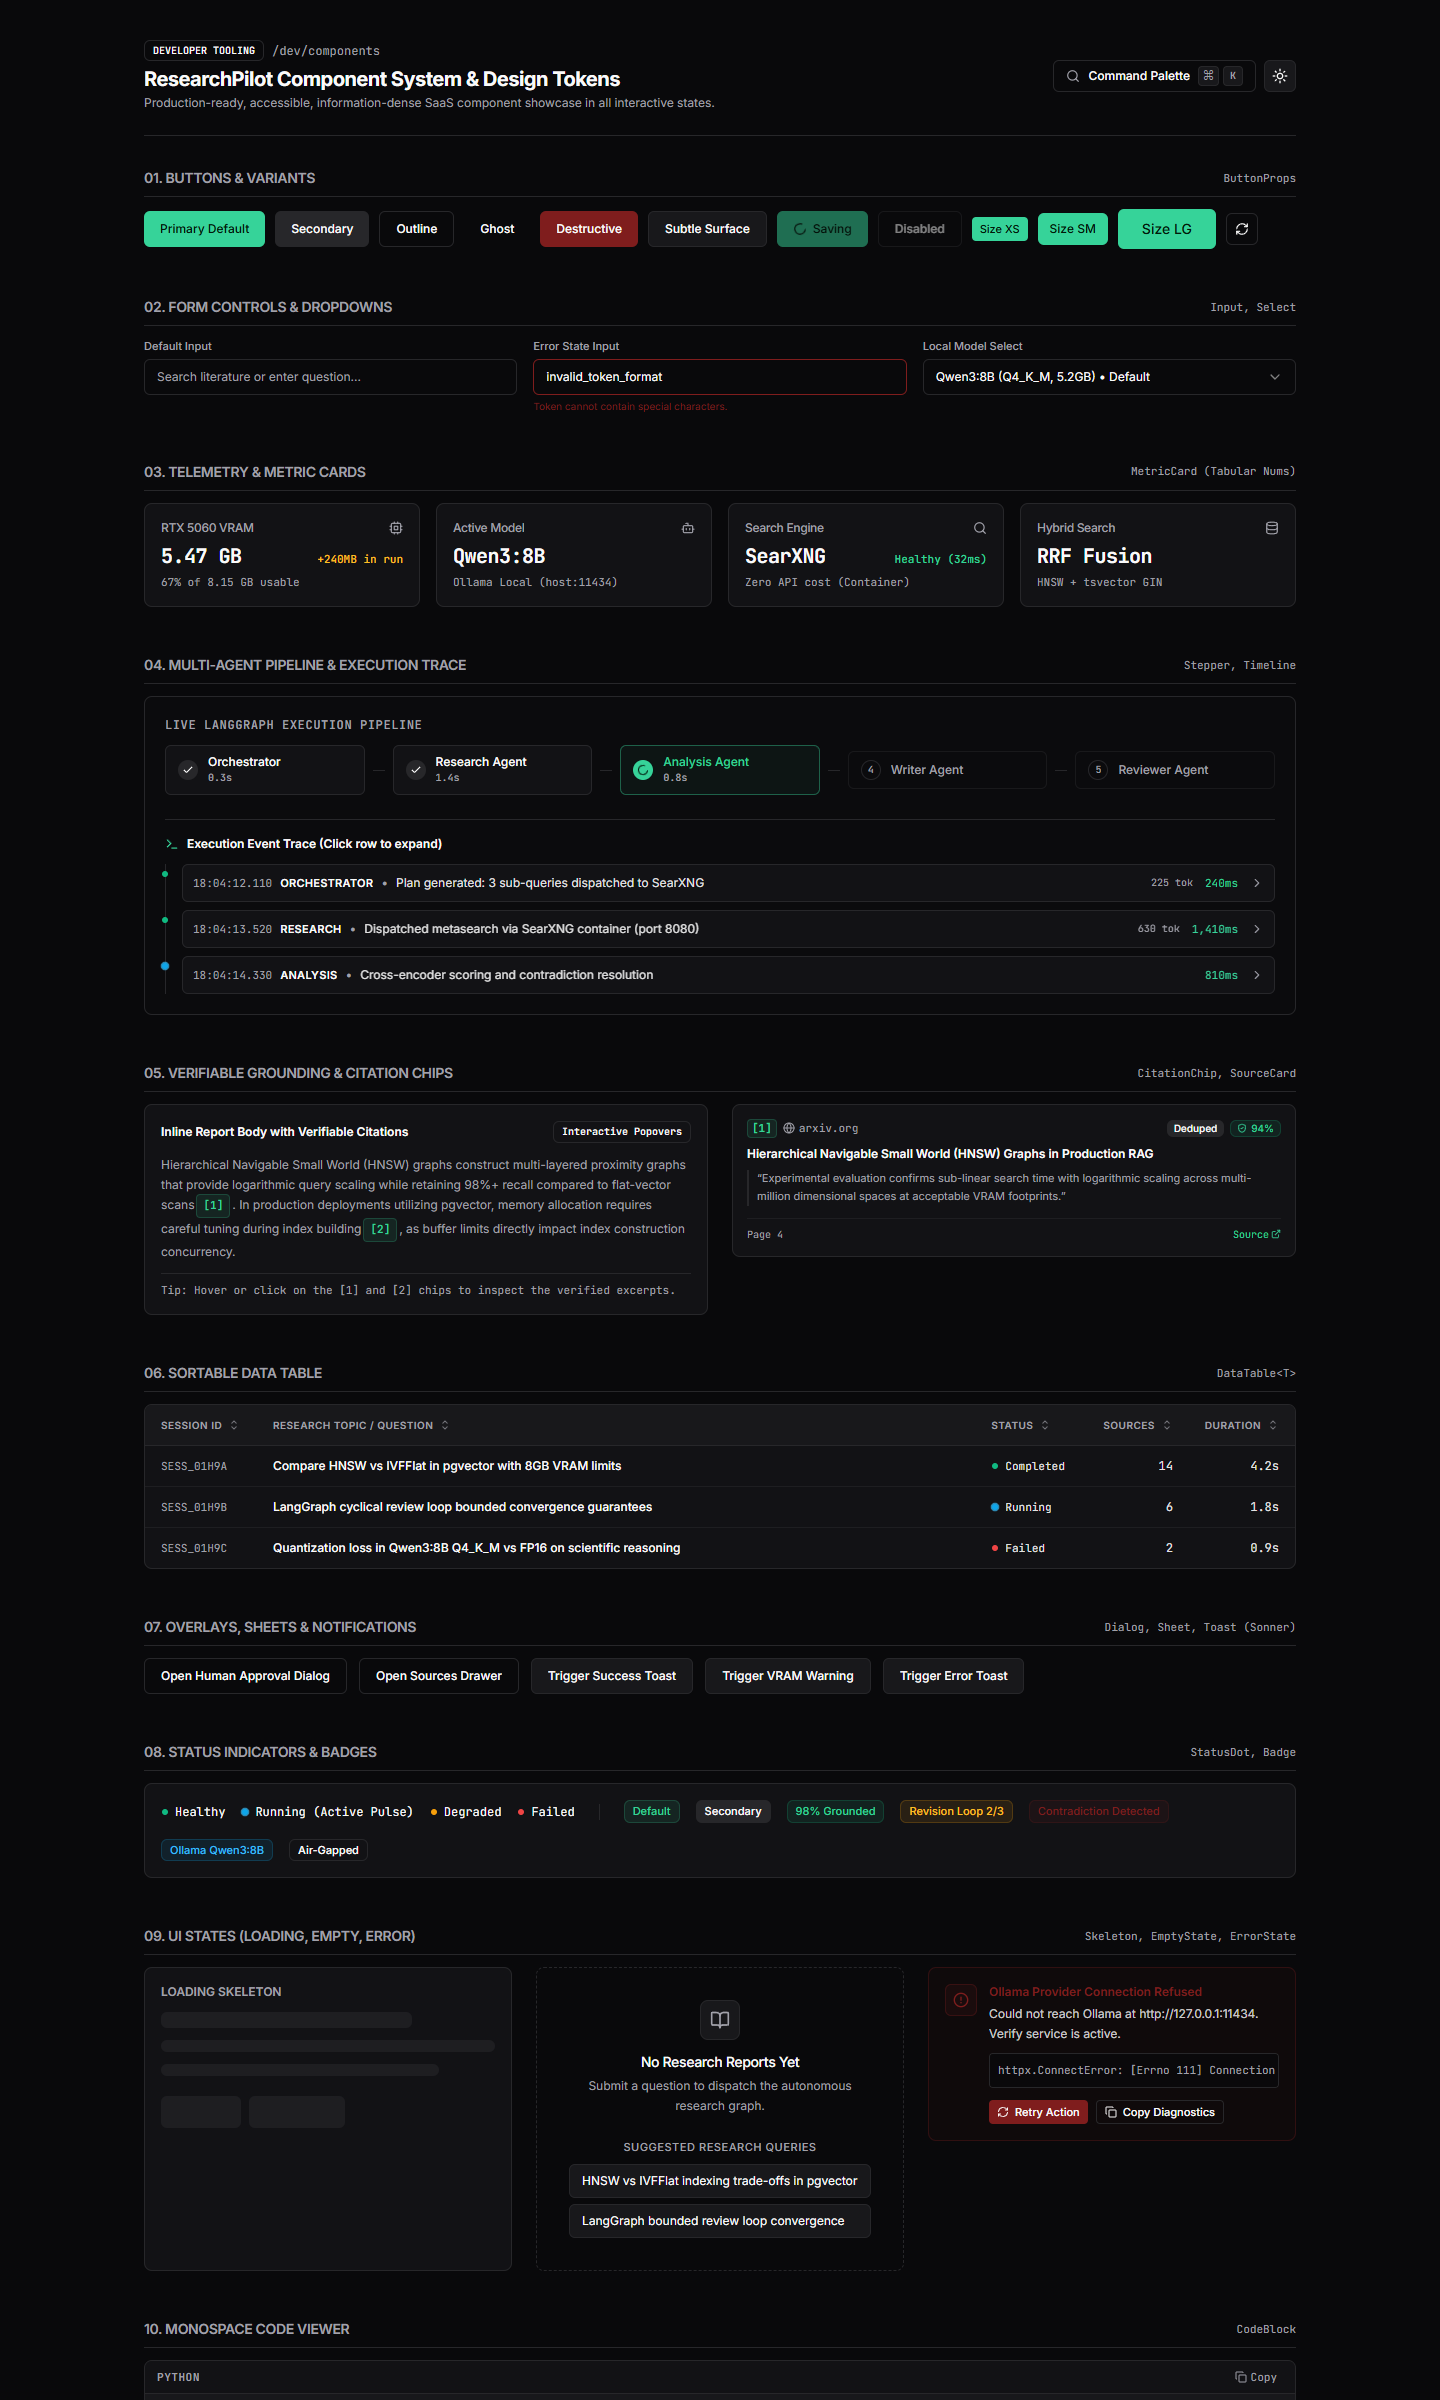 DEVELOPER TOOLING /dev/components
ResearchPilot Component System & Design Tokens
Production-ready, accessible, information-dense SaaS component showcase in all interactive states.
Command Palette ⌘ K
01. BUTTONS & VARIANTS
ButtonProps
Primary Default Secondary Outline Ghost Destructive Subtle Surface Saving Disabled Size XS Size SM Size LG
02. FORM CONTROLS & DROPDOWNS
Input, Select
Default Input
Search literature or enter question...
Error State Input
invalid_token_format
Token cannot contain special characters.
Local Model Select
Qwen3:8B (Q4_K_M, 5.2GB) • Default
03. TELEMETRY & METRIC CARDS
MetricCard (Tabular Nums)
RTX 5060 VRAM
5.47 GB +240MB in run
67% of 8.15 GB usable
Active Model
Qwen3:8B
Ollama Local (host:11434)
Search Engine
SearXNG Healthy (32ms)
Zero API cost (Container)
Hybrid Search
RRF Fusion
HNSW + tsvector GIN
04. MULTI-AGENT PIPELINE & EXECUTION TRACE
Stepper, Timeline
LIVE LANGGRAPH EXECUTION PIPELINE
Orchestrator
0.3s
Research Agent
1.4s
Analysis Agent
0.8s
4 Writer Agent
5 Reviewer Agent
Execution Event Trace (Click row to expand)
18:04:12.110 ORCHESTRATOR • Plan generated: 3 sub-queries dispatched to SearXNG 225 tok 240ms
18:04:13.520 RESEARCH • Dispatched metasearch via SearXNG container (port 8080) 630 tok 1,410ms
18:04:14.330 ANALYSIS • Cross-encoder scoring and contradiction resolution 810ms
05. VERIFIABLE GROUNDING & CITATION CHIPS
CitationChip, SourceCard
Inline Report Body with Verifiable Citations
Interactive Popovers
Hierarchical Navigable Small World (HNSW) graphs construct multi-layered proximity graphs
that provide logarithmic query scaling while retaining 98%+ recall compared to flat-vector
scans [1] . In production deployments utilizing pgvector, memory allocation requires
careful tuning during index building [2] , as buffer limits directly impact index construction
concurrency.
Tip: Hover or click on the [1] and [2] chips to inspect the verified excerpts.
[1] arxiv.org Deduped 94%
Hierarchical Navigable Small World (HNSW) Graphs in Production RAG
“Experimental evaluation confirms sub-linear search time with logarithmic scaling across multi-
million dimensional spaces at acceptable VRAM footprints.”
Page 4 Source
06. SORTABLE DATA TABLE
DataTable<T>
SESSION ID RESEARCH TOPIC / QUESTION STATUS SOURCES DURATION
SESS_01H9A Compare HNSW vs IVFFlat in pgvector with 8GB VRAM limits Completed 14 4.2s
SESS_01H9B LangGraph cyclical review loop bounded convergence guarantees Running 6 1.8s
SESS_01H9C Quantization loss in Qwen3:8B Q4_K_M vs FP16 on scientific reasoning Failed 2 0.9s
07. OVERLAYS, SHEETS & NOTIFICATIONS
Dialog, Sheet, Toast (Sonner)
Open Human Approval Dialog Open Sources Drawer Trigger Success Toast Trigger VRAM Warning Trigger Error Toast
08. STATUS INDICATORS & BADGES
StatusDot, Badge
Healthy Running (Active Pulse) Degraded Failed Default Secondary 98% Grounded Revision Loop 2/3 Contradiction Detected
Ollama Qwen3:8B Air-Gapped
09. UI STATES (LOADING, EMPTY, ERROR)
Skeleton, EmptyState, ErrorState
LOADING SKELETON
No Research Reports Yet
Submit a question to dispatch the autonomous
research graph.
SUGGESTED RESEARCH QUERIES
HNSW vs IVFFlat indexing trade-offs in pgvector
LangGraph bounded review loop convergence
Ollama Provider Connection Refused
Could not reach Ollama at http://127.0.0.1:11434.
Verify service is active.
httpx.ConnectError: [Errno 111] Connection
Retry Action Copy Diagnostics
10. MONOSPACE CODE VIEWER
CodeBlock
PYTHON Copy